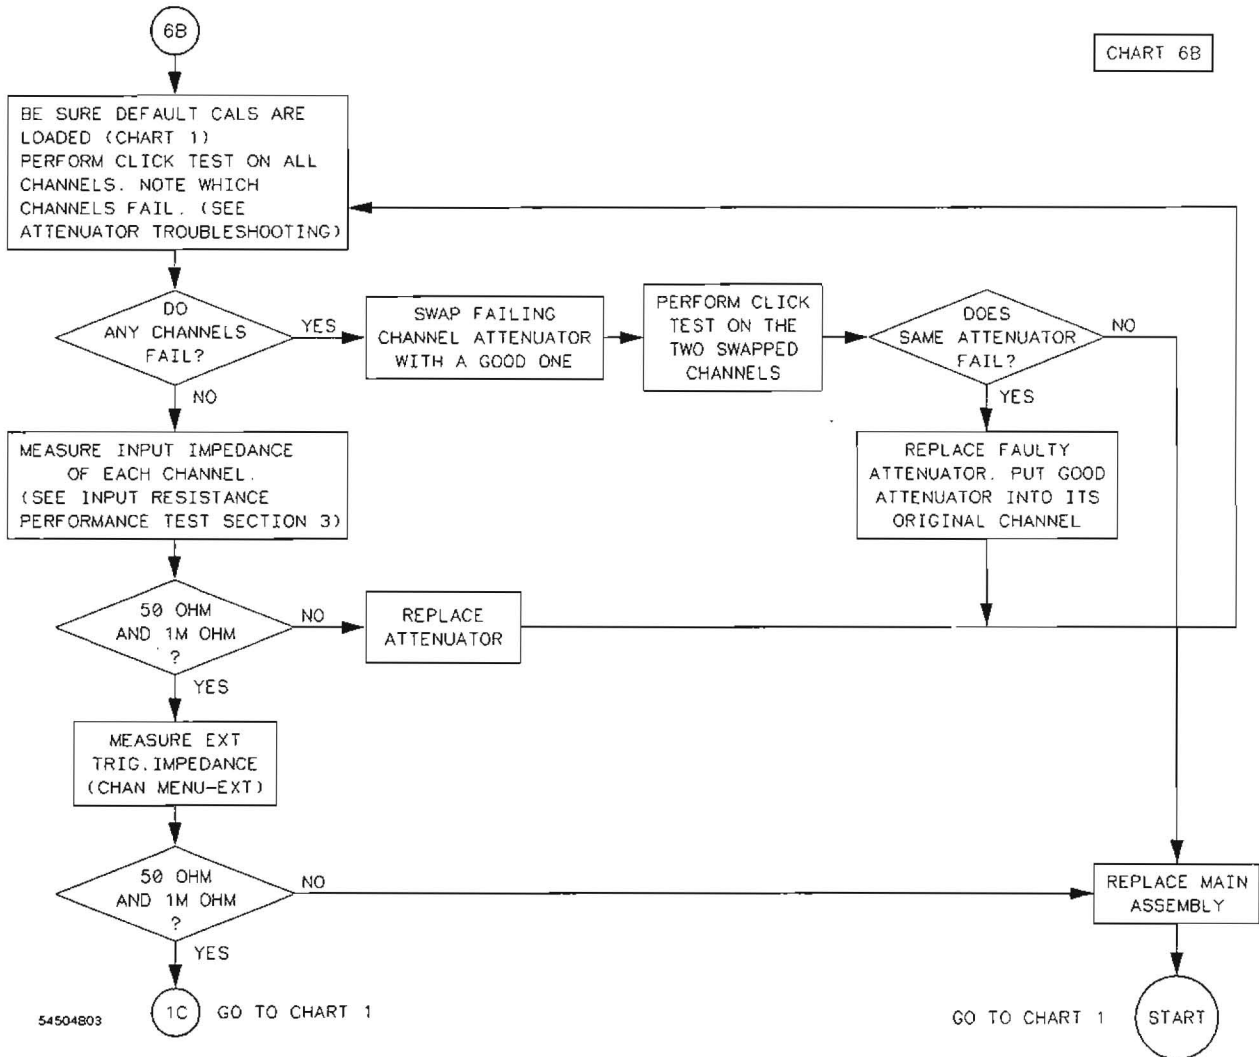 6B
CHART 6B
BE SURE DEFAULT CALS ARE
LOADED (CHART 1)
PERFORM CLICK TEST ON ALL
CHANNELS. NOTE WHICH
CHANNELS FAIL. (SEE
ATTENUATOR TROUBLESHOOTING)
DO
ANY CHANNELS
FAIL?
YES
NO
SWAP FAILING
CHANNEL ATTENUATOR
WITH A GOOD ONE
PERFORM CLICK
TEST ON THE
TWO SWAPPED
CHANNELS
DOES
SAME ATTENUATOR
FAIL?
NO
YES
REPLACE FAULTY
ATTENUATOR. PUT GOOD
ATTENUATOR INTO ITS
ORIGINAL CHANNEL
MEASURE INPUT IMPEDANCE
OF EACH CHANNEL.
(SEE INPUT RESISTANCE
PERFORMANCE TEST SECTION 3)
50 OHM
AND 1M OHM
?
NO
YES
REPLACE
ATTENUATOR
MEASURE EXT
TRIG. IMPEDANCE
(CHAN MENU-EXT)
50 OHM
AND 1M OHM
?
NO
YES
REPLACE MAIN
ASSEMBLY
54504803
1C
GO TO CHART 1
GO TO CHART 1
START